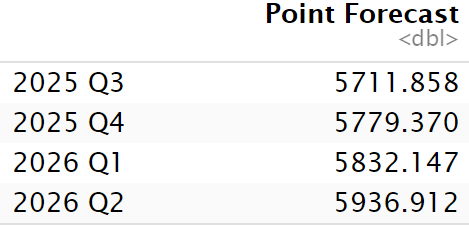 Point Forecast
<dbl>
2025 Q3 5711.858
2025 Q4 5779.370
2026 Q1 5832.147
2026 Q2 5936.912